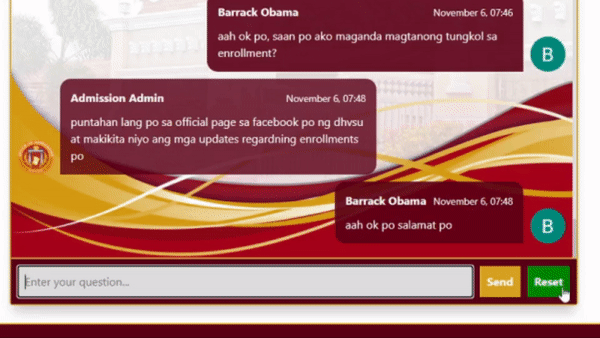 Barrack Obama November 6, 07:46
aah ok po, saan po ako maganda magtanong tungkol sa
enrollment?
B
Admission Admin November 6, 07:48
puntahan lang po sa official page sa facebook po ng dhvsu
at makikita niyo ang mga updates regardning enrollments
po
Barrack Obama November 6, 07:48
aah ok po salamat po
B
Enter your question... Send Reset